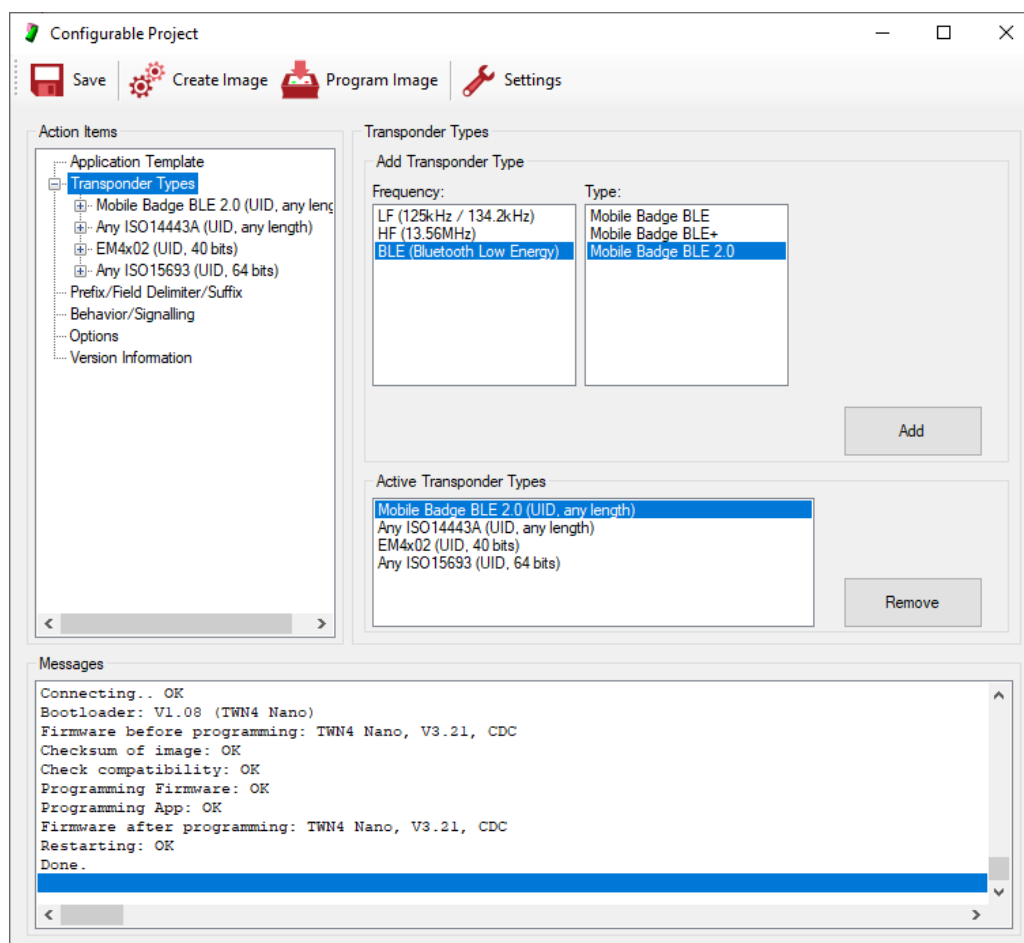 Configurable Project
Save Create Image Program Image Settings
Action Items
Application Template
Transponder Types
Mobile Badge BLE 2.0 (UID, any leng
Any ISO14443A (UID, any length)
EM4x02 (UID, 40 bits)
Any ISO15693 (UID, 64 bits)
Prefix/Field Delimiter/Suffix
Behavior/Signalling
Options
Version Information
Transponder Types
Add Transponder Type
Frequency:
LF (125kHz / 134.2kHz)
HF (13.56MHz)
BLE (Bluetooth Low Energy)
Type:
Mobile Badge BLE
Mobile Badge BLE+
Mobile Badge BLE 2.0
Add
Active Transponder Types
Mobile Badge BLE 2.0 (UID, any length)
Any ISO14443A (UID, any length)
EM4x02 (UID, 40 bits)
Any ISO15693 (UID, 64 bits)
Remove
Messages
Connecting.. OK
Bootloader: V1.08 (TWN4 Nano)
Firmware before programming: TWN4 Nano, V3.21, CDC
Checksum of image: OK
Check compatibility: OK
Programming Firmware: OK
Programming App: OK
Firmware after programming: TWN4 Nano, V3.21, CDC
Restarting: OK
Done.